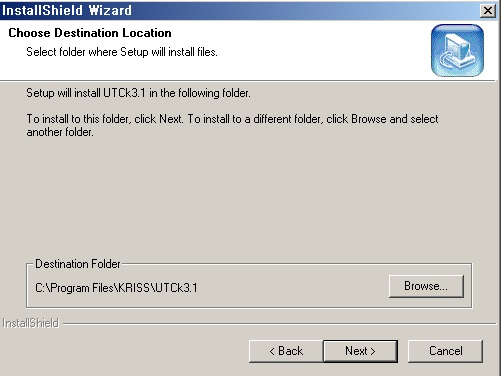 InstallShield Wizard
Choose Destination Location
Select folder where Setup will install files.
Setup will install UTCk3.1 in the following folder.
To install to this folder, click Next. To install to a different folder, click Browse and select
another folder.
Destination Folder
C:\Program Files\KRISS\UTCk3.1
Browse...
InstallShield
< Back
Next >
Cancel